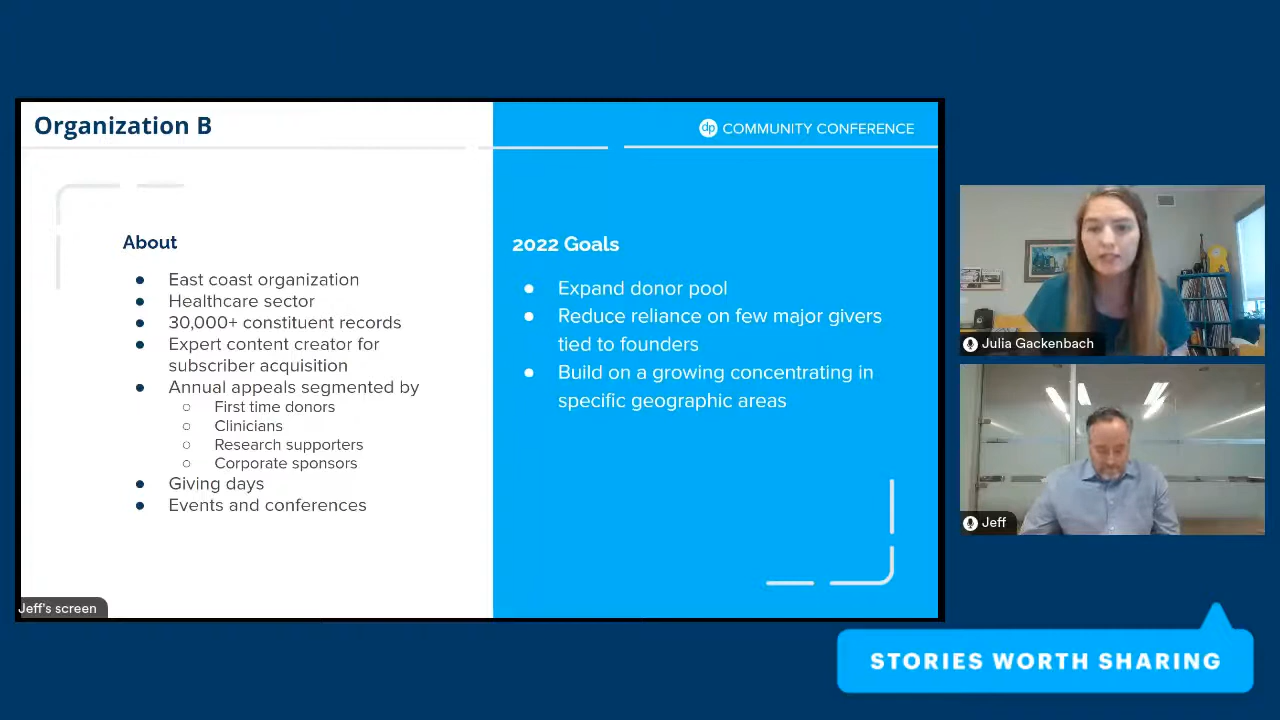 Organization B
dp COMMUNITY CONFERENCE
About
● East coast organization
● Healthcare sector
● 30,000+ constituent records
● Expert content creator for
subscriber acquisition
● Annual appeals segmented by
○ First time donors
○ Clinicians
○ Research supporters
○ Corporate sponsors
● Giving days
● Events and conferences
2022 Goals
● Expand donor pool
● Reduce reliance on few major givers
tied to founders
● Build on a growing concentrating in
specific geographic areas
Jeff's screen
Julia Gackenbach
Jeff
STORIES WORTH SHARING